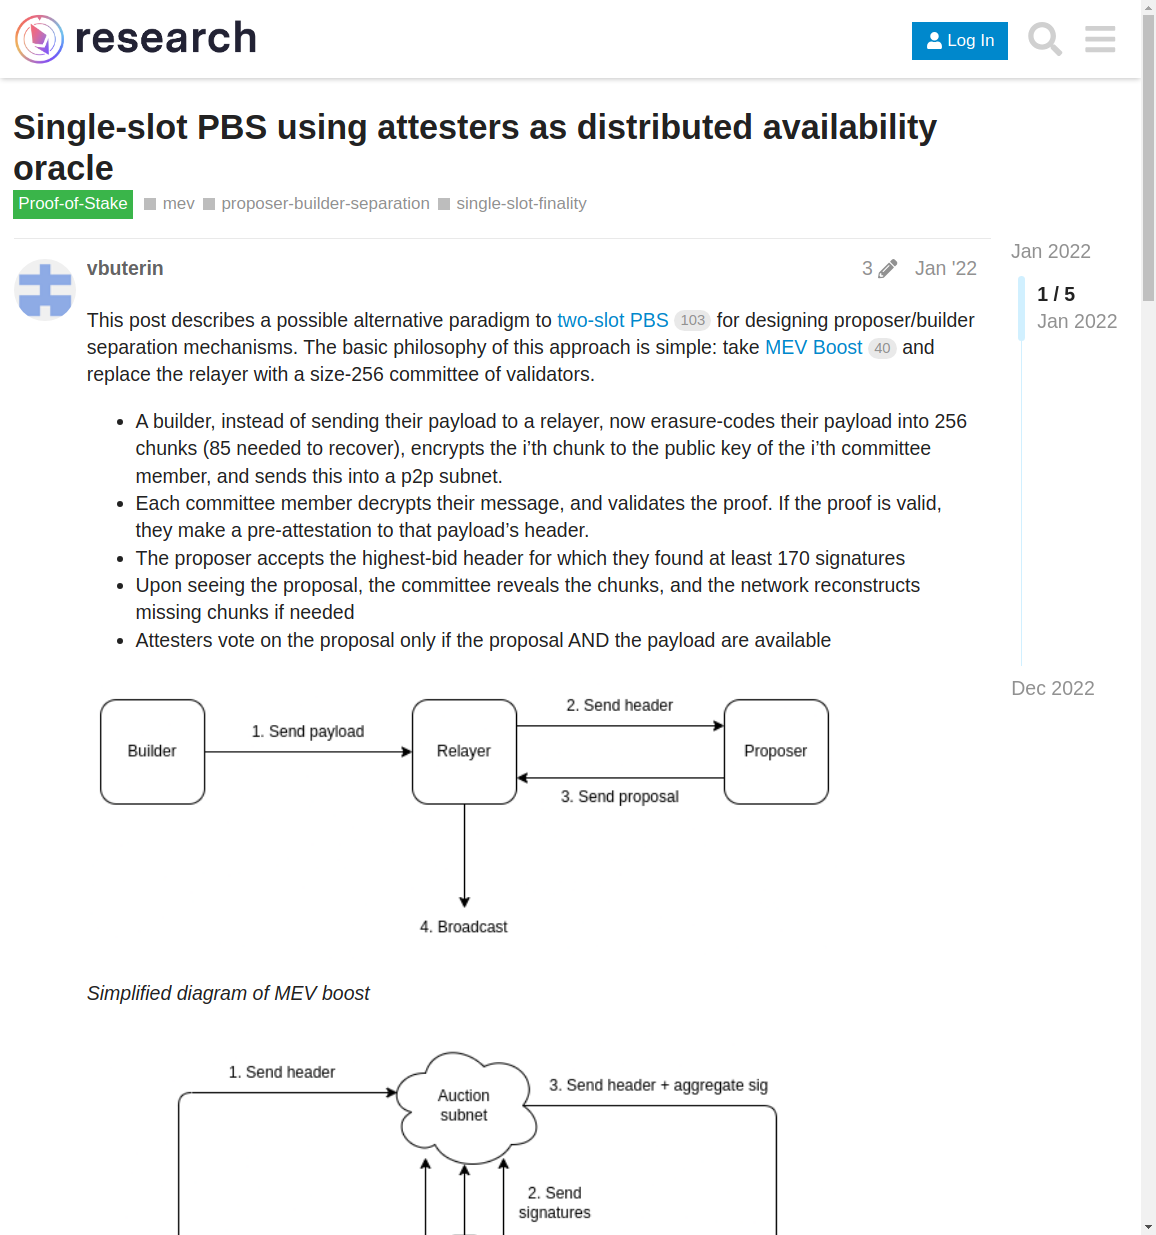 research
Log In
Single-slot PBS using attesters as distributed availability
oracle
Proof-of-Stake mev proposer-builder-separation single-slot-finality
Jan 2022
vbuterin 3 Jan '22
1 / 5
Jan 2022
This post describes a possible alternative paradigm to two-slot PBS 103 for designing proposer/builder
separation mechanisms. The basic philosophy of this approach is simple: take MEV Boost 40 and
replace the relayer with a size-256 committee of validators.
• A builder, instead of sending their payload to a relayer, now erasure-codes their payload into 256
chunks (85 needed to recover), encrypts the i’th chunk to the public key of the i’th committee
member, and sends this into a p2p subnet.
• Each committee member decrypts their message, and validates the proof. If the proof is valid,
they make a pre-attestation to that payload’s header.
• The proposer accepts the highest-bid header for which they found at least 170 signatures
• Upon seeing the proposal, the committee reveals the chunks, and the network reconstructs
missing chunks if needed
• Attesters vote on the proposal only if the proposal AND the payload are available
Dec 2022
Builder
1. Send payload
Relayer
2. Send header
3. Send proposal
Proposer
4. Broadcast
Simplified diagram of MEV boost
1. Send header
Auction
subnet
3. Send header + aggregate sig
2. Send
signatures